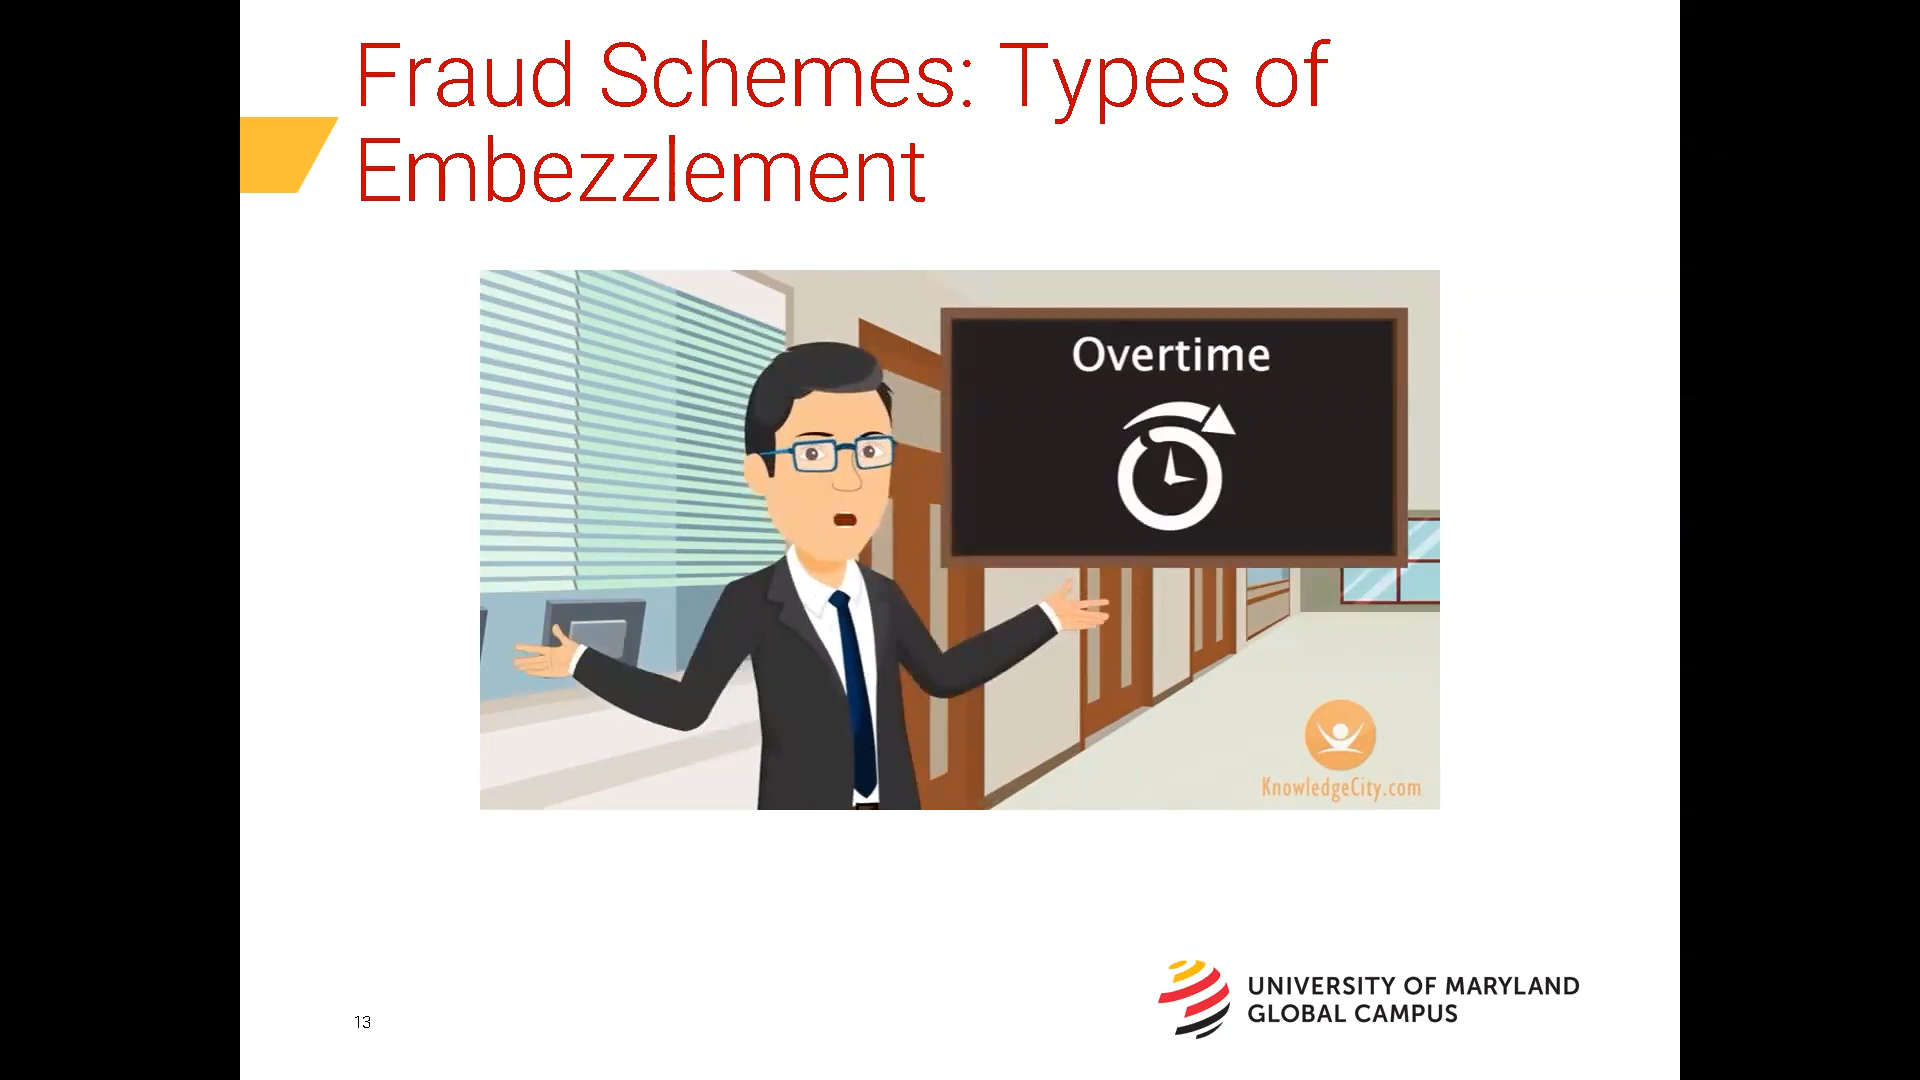 Fraud Schemes: Types of
Embezzlement
Overtime
KnowledgeCity.com
UNIVERSITY OF MARYLAND
GLOBAL CAMPUS
13